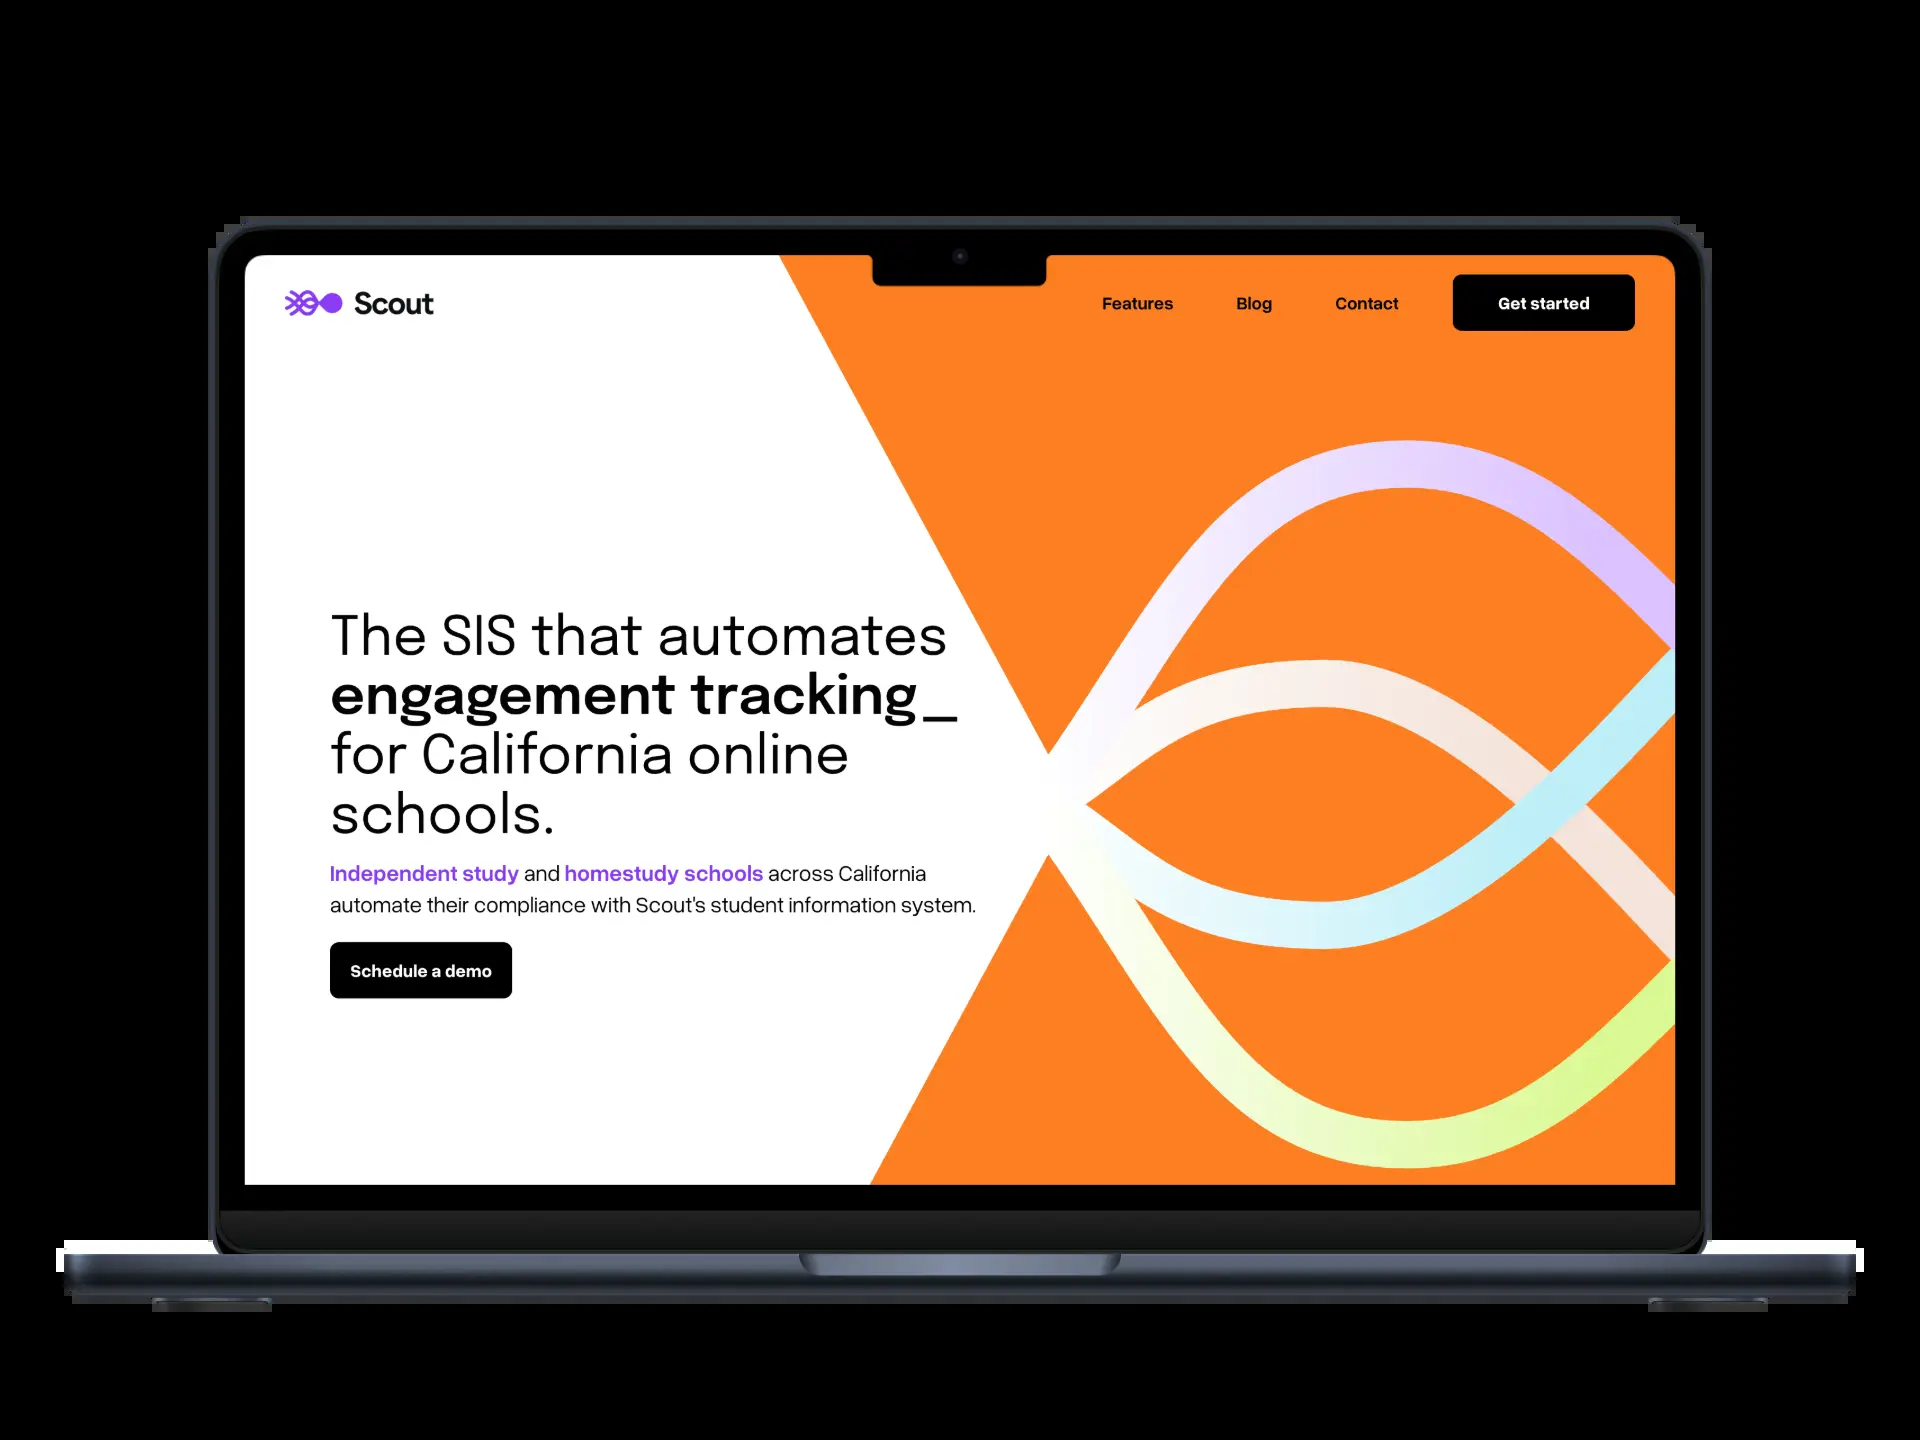 Scout
Features
Blog
Contact
Get started
The SIS that automates
engagement tracking_
for California online
schools.
Independent study and homestudy schools across California
automate their compliance with Scout's student information system.
Schedule a demo